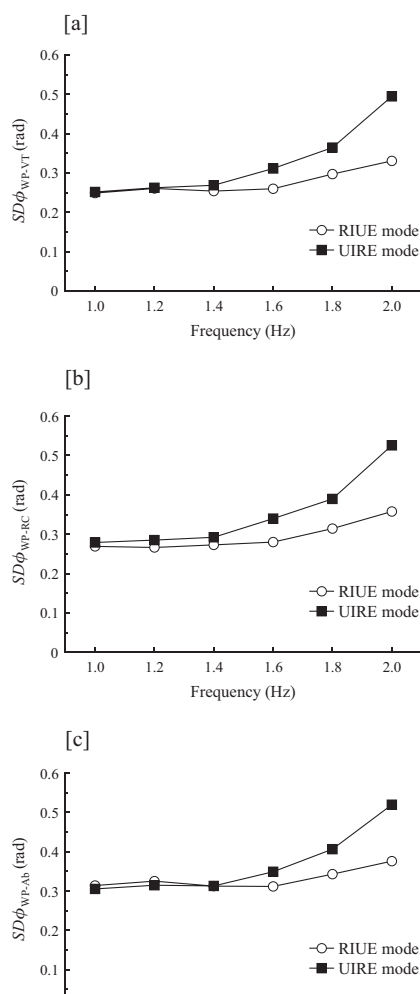 [a]
0.6
0.5
0.4
0.3
0.2
0.1
0
SDϕWP-VT (rad)
RIUE mode
UIRE mode
1.0 1.2 1.4 1.6 1.8 2.0
Frequency (Hz)
[b]
0.6
0.5
0.4
0.3
0.2
0.1
0
SDϕWP-RC (rad)
RIUE mode
UIRE mode
1.0 1.2 1.4 1.6 1.8 2.0
Frequency (Hz)
[c]
0.6
0.5
0.4
0.3
0.2
0.1
SDϕWP-Ab (rad)
RIUE mode
UIRE mode